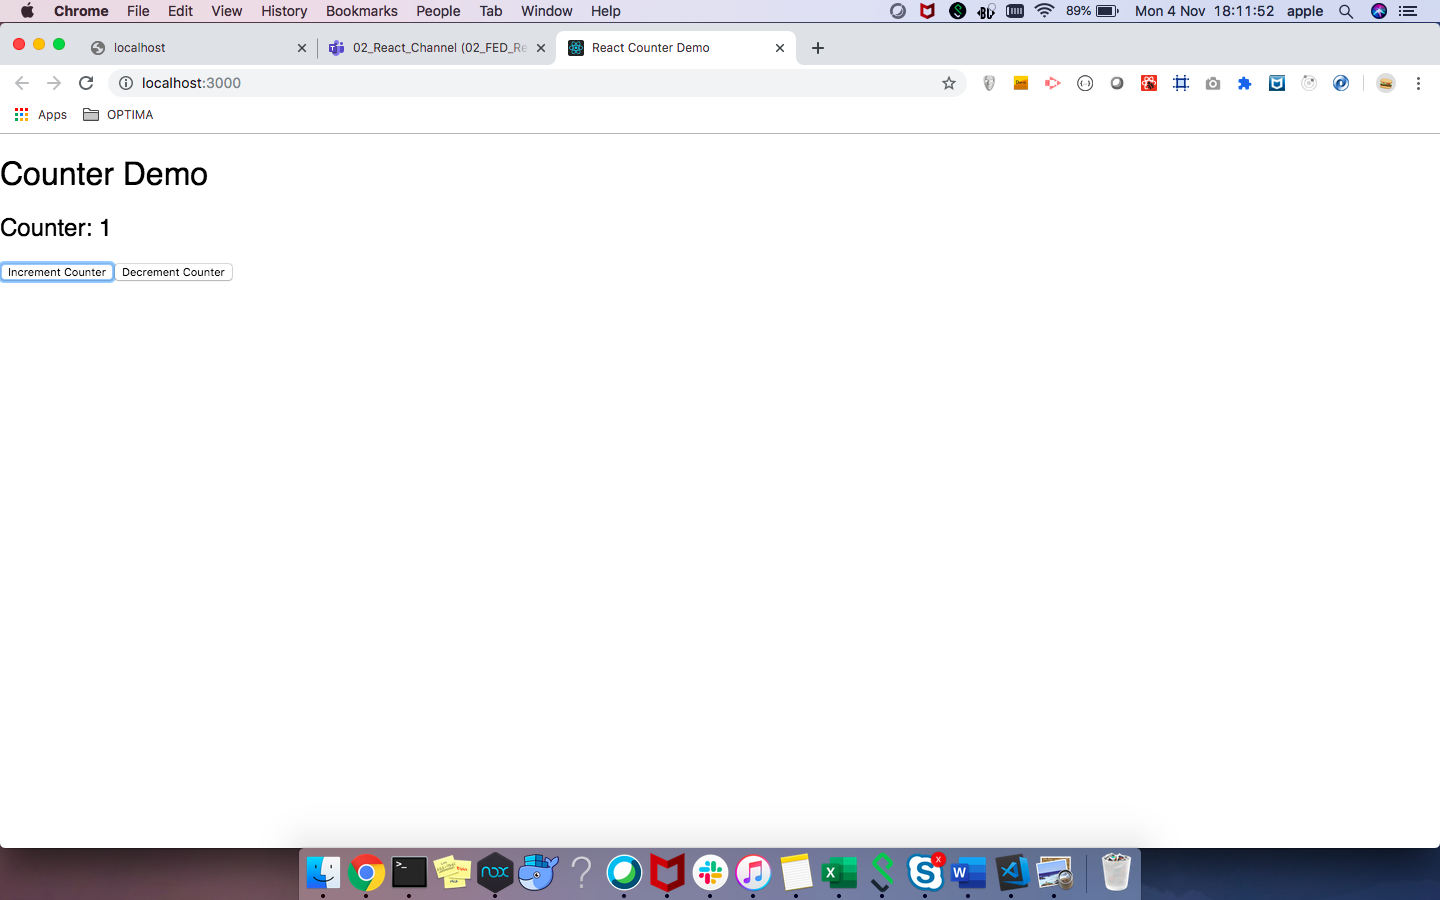 Chrome File Edit View History Bookmarks People Tab Window Help 89% Mon 4 Nov 18:11:52 apple
localhost 02_React_Channel (02_FED_Re React Counter Demo
localhost:3000
Apps OPTIMA
Counter Demo
Counter: 1
Increment Counter Decrement Counter